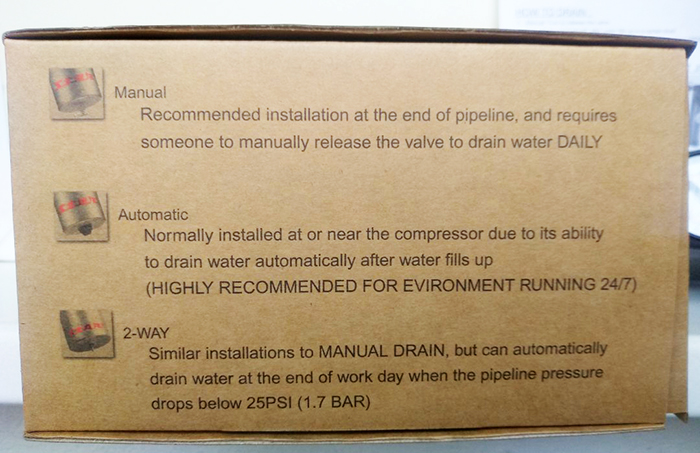 Manual
Recommended installation at the end of pipeline, and requires
someone to manually release the valve to drain water DAILY
Automatic
Normally installed at or near the compressor due to its ability
to drain water automatically after water fills up
(HIGHLY RECOMMENDED FOR EVIRONMENT RUNNING 24/7)
2-WAY
Similar installations to MANUAL DRAIN, but can automatically
drain water at the end of work day when the pipeline pressure
drops below 25PSI (1.7 BAR)